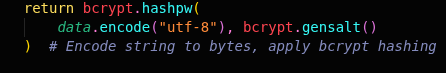 return bcrypt.hashpw(
    data.encode("utf-8"), bcrypt.gensalt()
)  # Encode string to bytes, apply bcrypt hashing